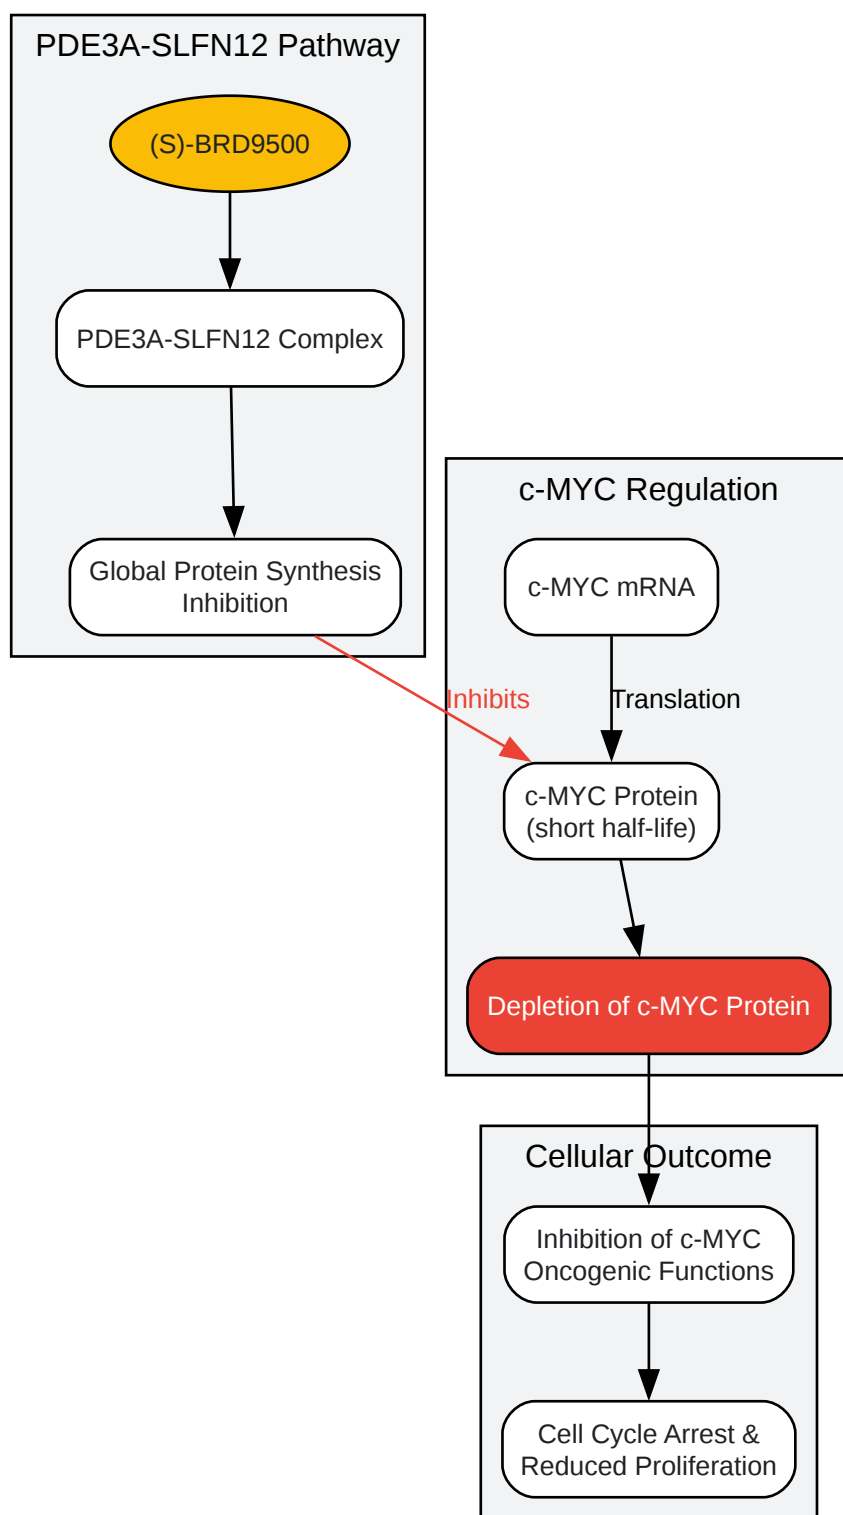 PDE3A-SLFN12 Pathway
(S)-BRD9500
PDE3A-SLFN12 Complex
Global Protein Synthesis
Inhibition
c-MYC Regulation
c-MYC mRNA
Inhibits
Translation
c-MYC Protein
(short half-life)
Depletion of c-MYC Protein
Cellular Outcome
Inhibition of c-MYC
Oncogenic Functions
Cell Cycle Arrest &
Reduced Proliferation